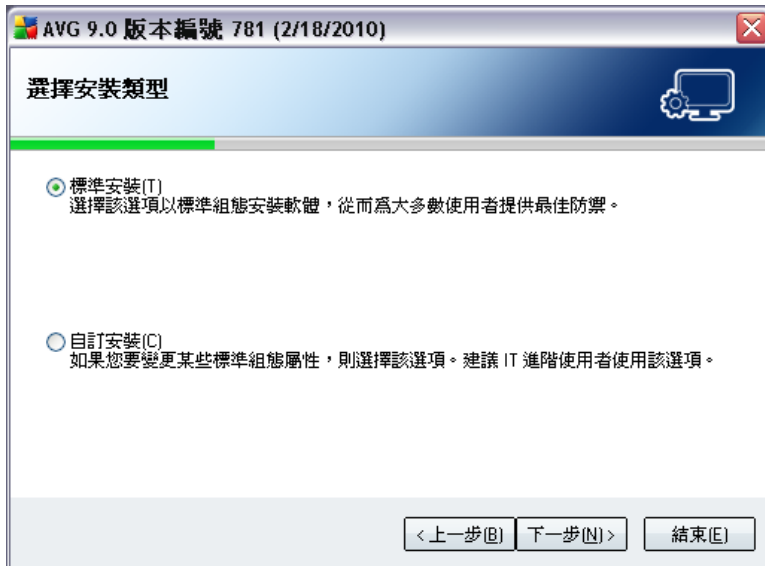 AVG 9.0 版本編號 781 (2/18/2010)
選擇安裝類型
標準安裝(T)
選擇該選項以標準組態安裝軟體，從而爲大多數使用者提供最佳防禦。
自訂安裝(C)
如果您要變更某些標準組態屬性，則選擇該選項。建議 IT 進階使用者使用該選項。
<上一步(B) 下一步(N)> 結束(E)